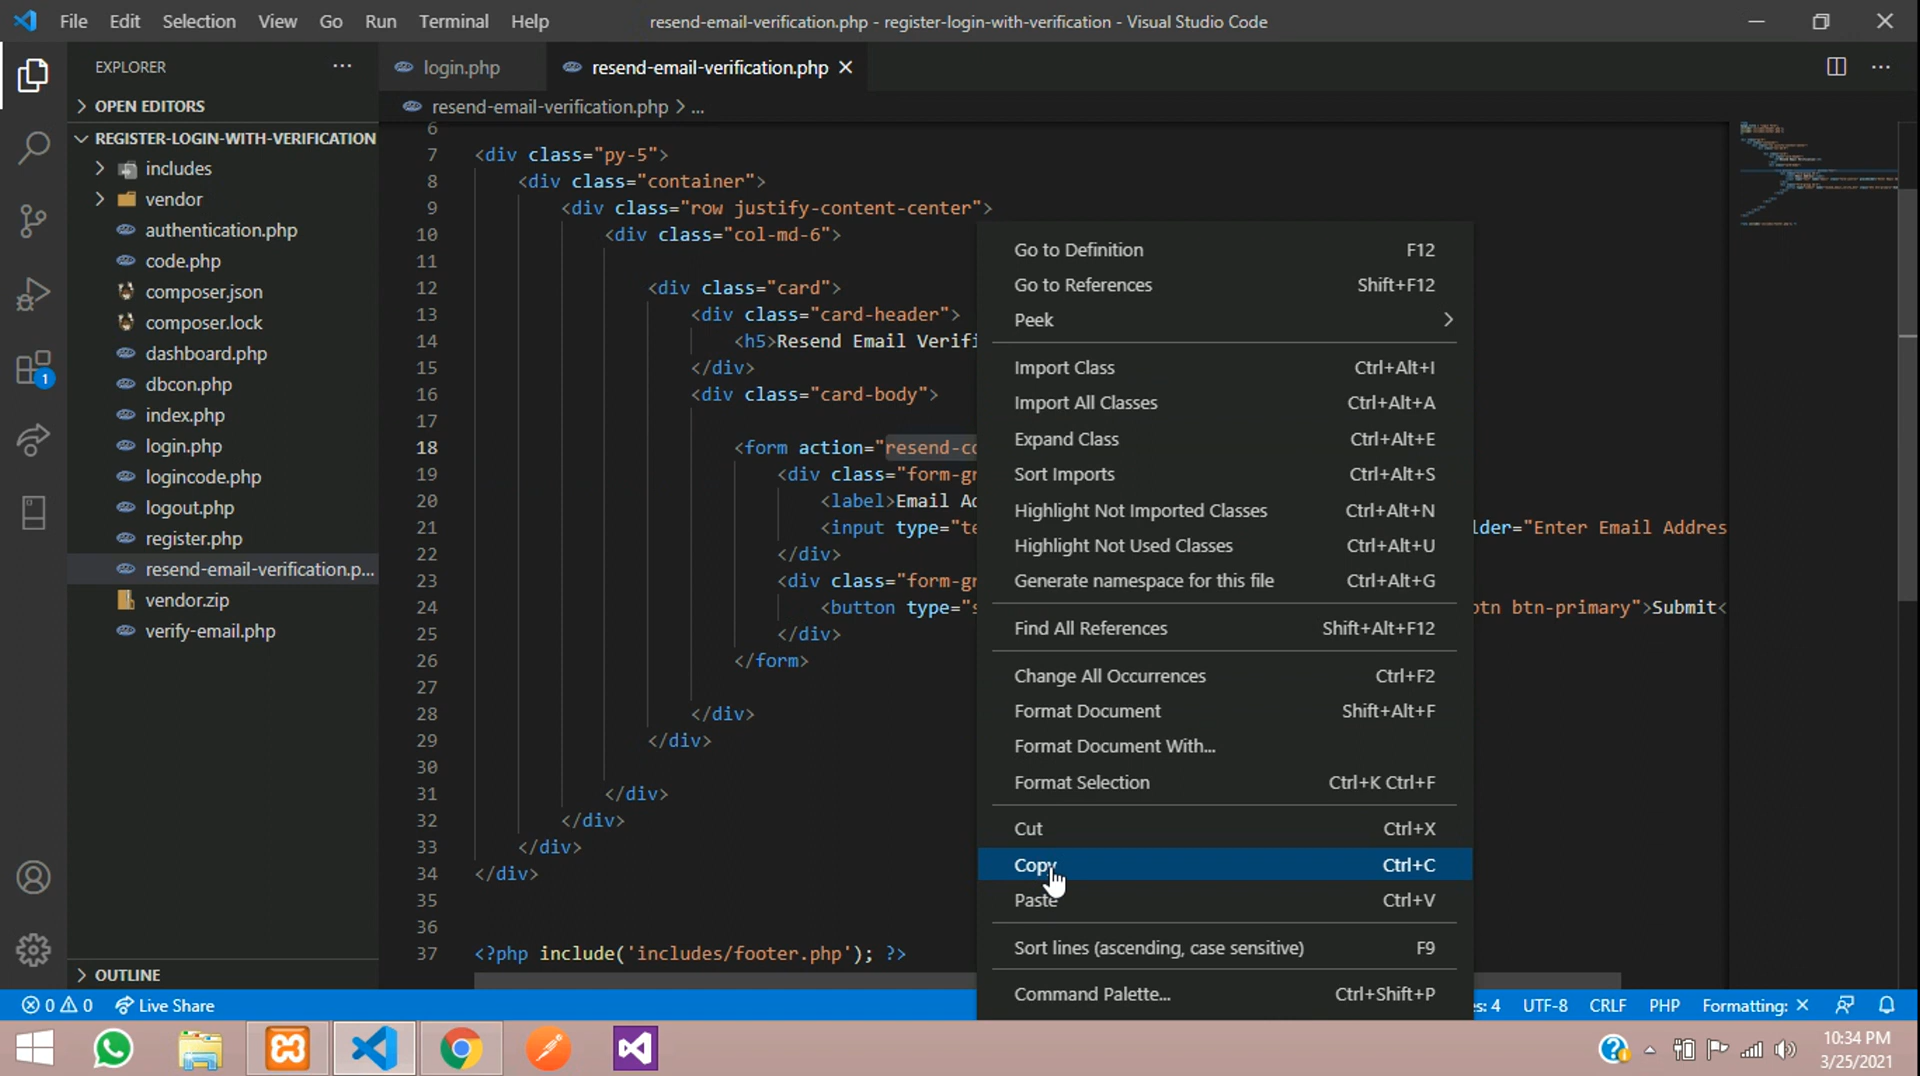 File Edit Selection View Go Run Terminal Help
resend-email-verification.php - register-login-with-verification - Visual Studio Code
EXPLORER
OPEN EDITORS
REGISTER-LOGIN-WITH-VERIFICATION
includes
vendor
authentication.php
code.php
composer.json
composer.lock
dashboard.php
dbcon.php
index.php
login.php
logincode.php
logout.php
register.php
resend-email-verification.p...
vendor.zip
verify-email.php
OUTLINE
1
login.php
resend-email-verification.php
resend-email-verification.php > ...
6
7 <div class="py-5">
8 <div class="container">
9 <div class="row justify-content-center">
10 <div class="col-md-6">
11
12 <div class="card">
13 <div class="card-header">
14 <h5>Resend Email Verifi
15 </div>
16 <div class="card-body">
17
18 <form action="resend-co
19 <div class="form-gr
20 <label>Email Ad
21 <input type="te lder="Enter Email Addres
22 </div>
23 <div class="form-gr
24 <button type="s tn btn-primary">Submit<
25 </div>
26 </form>
27
28 </div>
29 </div>
30
31 </div>
32 </div>
33 </div>
34 </div>
35
36
37 <?php include('includes/footer.php'); ?>
Go to Definition F12
Go to References Shift+F12
Peek
Import Class Ctrl+Alt+I
Import All Classes Ctrl+Alt+A
Expand Class Ctrl+Alt+E
Sort Imports Ctrl+Alt+S
Highlight Not Imported Classes Ctrl+Alt+N
Highlight Not Used Classes Ctrl+Alt+U
Generate namespace for this file Ctrl+Alt+G
Find All References Shift+Alt+F12
Change All Occurrences Ctrl+F2
Format Document Shift+Alt+F
Format Document With...
Format Selection Ctrl+K Ctrl+F
Cut Ctrl+X
Copy Ctrl+C
Paste Ctrl+V
Sort lines (ascending, case sensitive) F9
Command Palette... Ctrl+Shift+P
0 0 Live Share
es: 4 UTF-8 CRLF PHP Formatting: ×
10:34 PM
3/25/2021